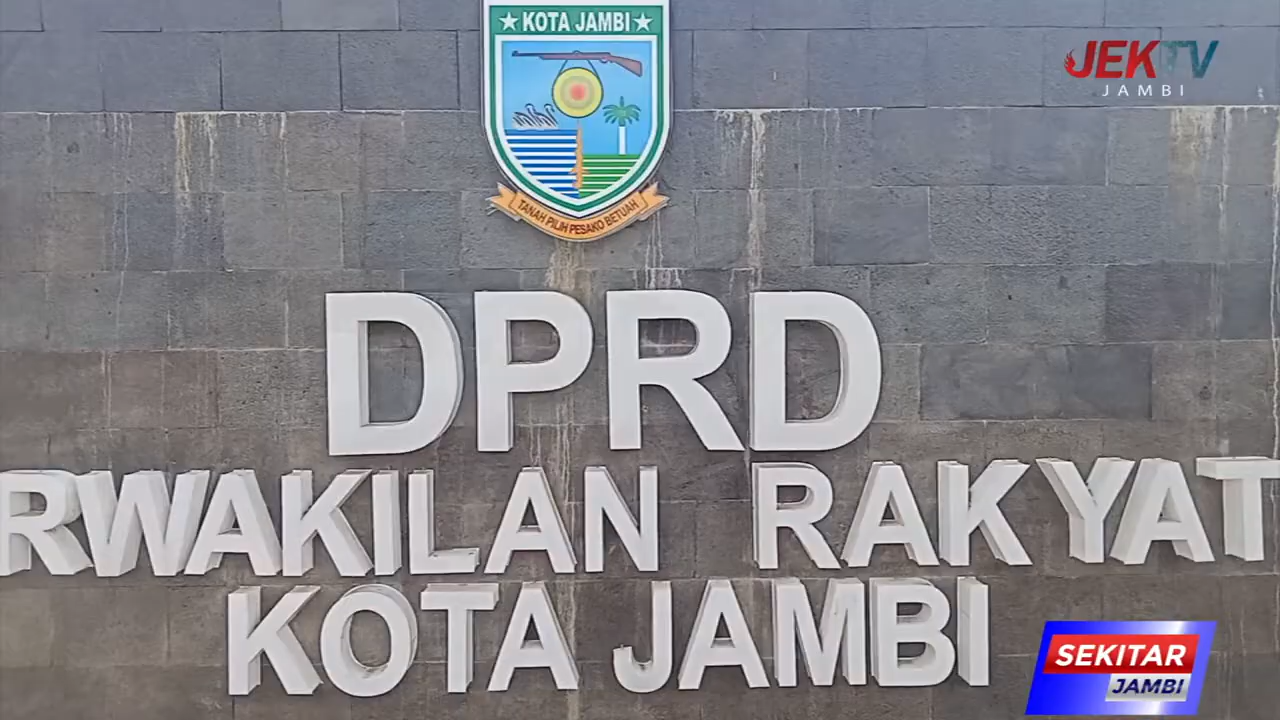 KOTA JAMBI
JEKTV
JAMBI
TANAH PILIH PESAKO BETUAH
DPRD
RWAKILAN RAKYAT
KOTA JAMBI
SEKITAR
JAMBI